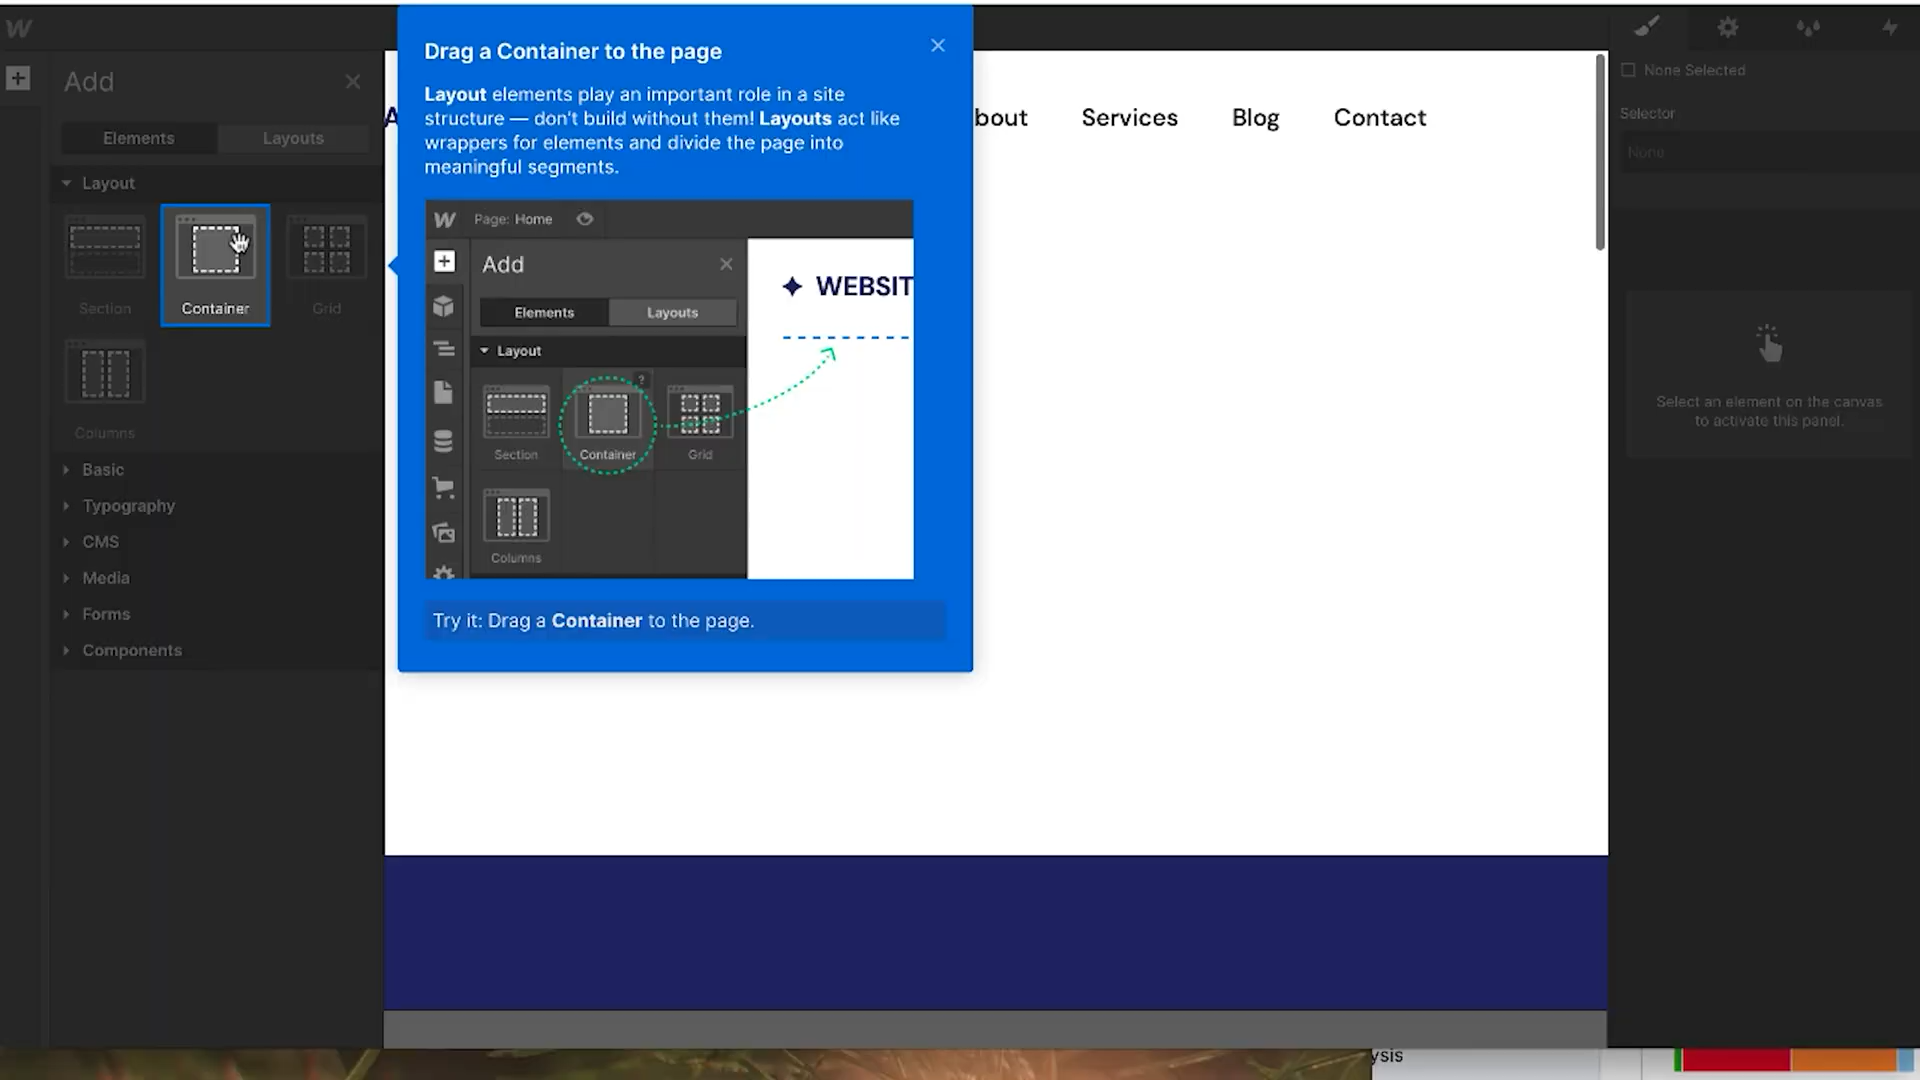 W
Add
Elements
Layouts
Layout
Section
Container
Grid
Columns
Basic
Typography
CMS
Media
Forms
Components
Drag a Container to the page
Layout elements play an important role in a site
structure — don't build without them! Layouts act like
wrappers for elements and divide the page into
meaningful segments.
W Page: Home
Add
Elements
Layouts
Layout
?
Section
Container
Grid
Columns
WEBSIT
Try it: Drag a Container to the page.
A
bout
Services
Blog
Contact
None Selected
Selector
None
Select an element on the canvas
to activate this panel.
ysis